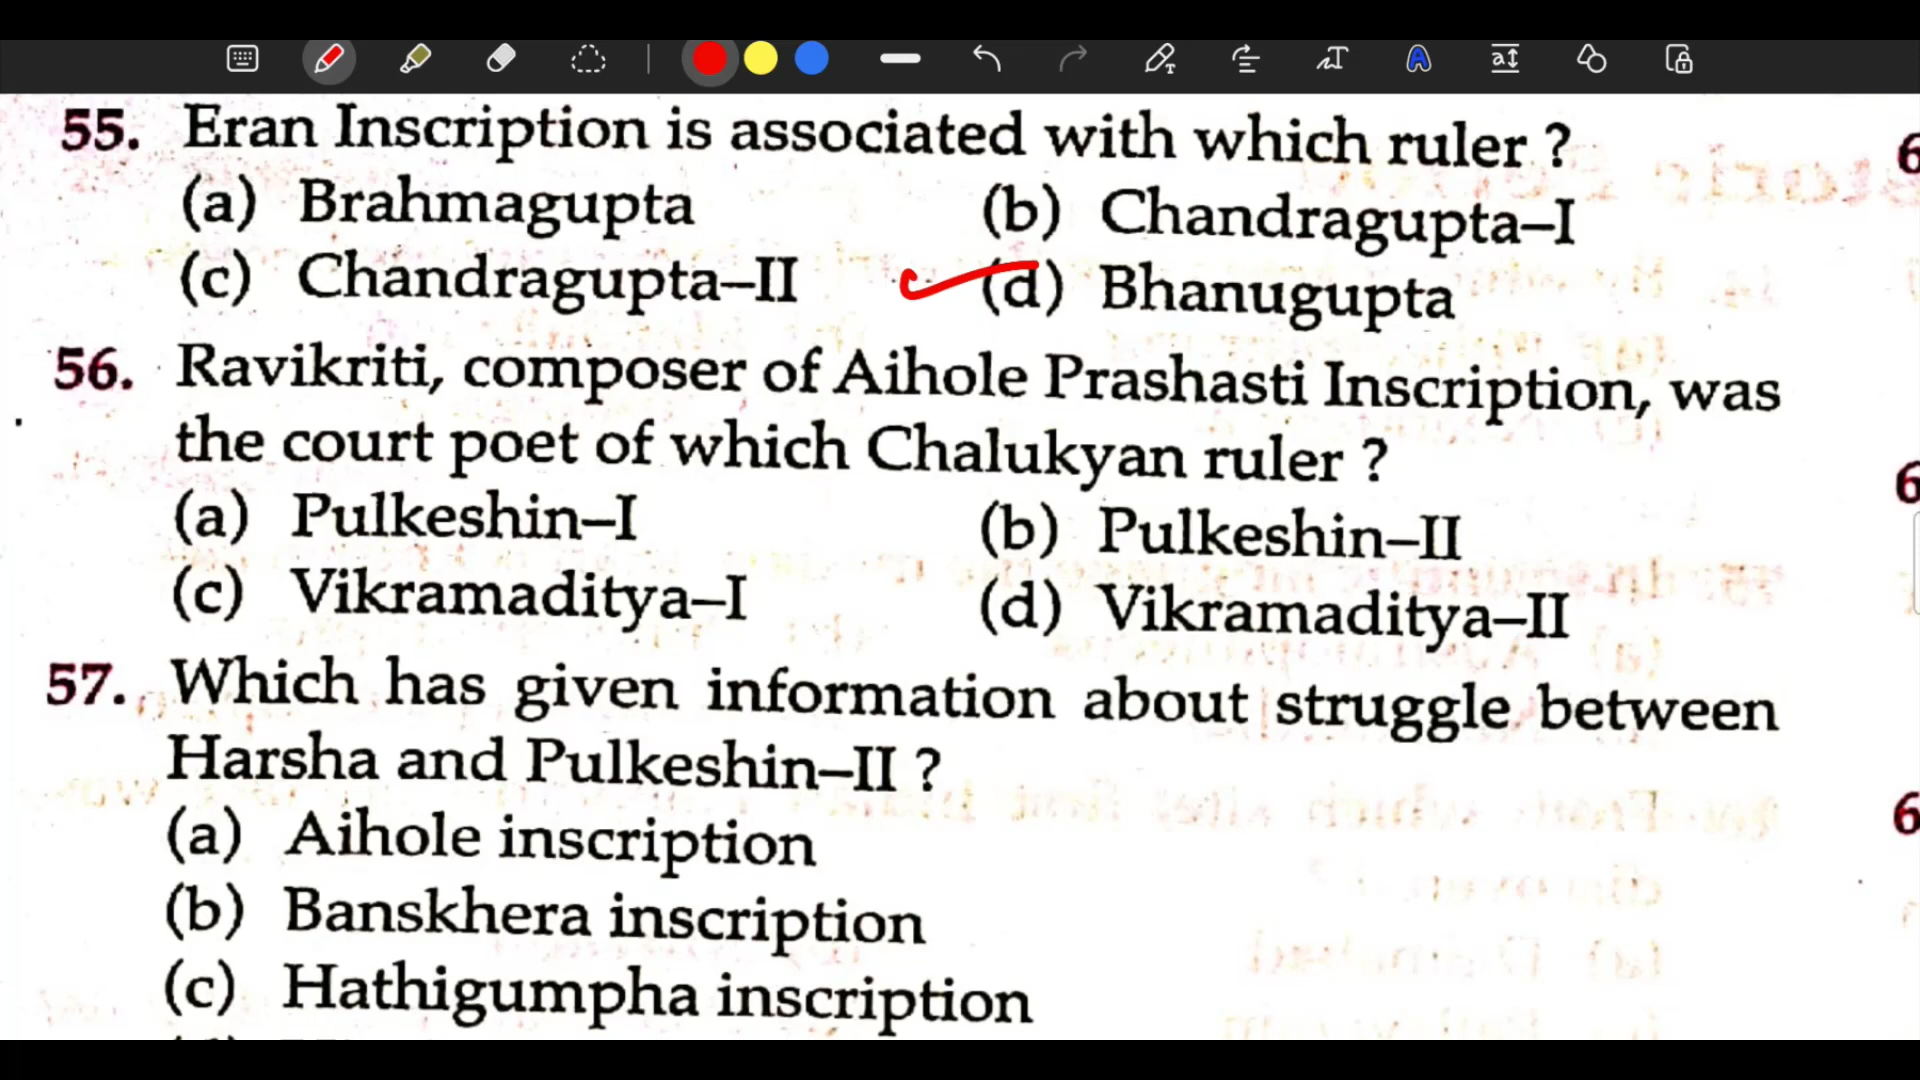 55. Eran Inscription is associated with which ruler ?
(a) Brahmagupta (b) Chandragupta–I
(c) Chandragupta–II (d) Bhanugupta
56. Ravikriti, composer of Aihole Prashasti Inscription, was
the court poet of which Chalukyan ruler ?
(a) Pulkeshin–I (b) Pulkeshin–II
(c) Vikramaditya–I (d) Vikramaditya–II
57. Which has given information about struggle between
Harsha and Pulkeshin–II ?
(a) Aihole inscription
(b) Banskhera inscription
(c) Hathigumpha inscription